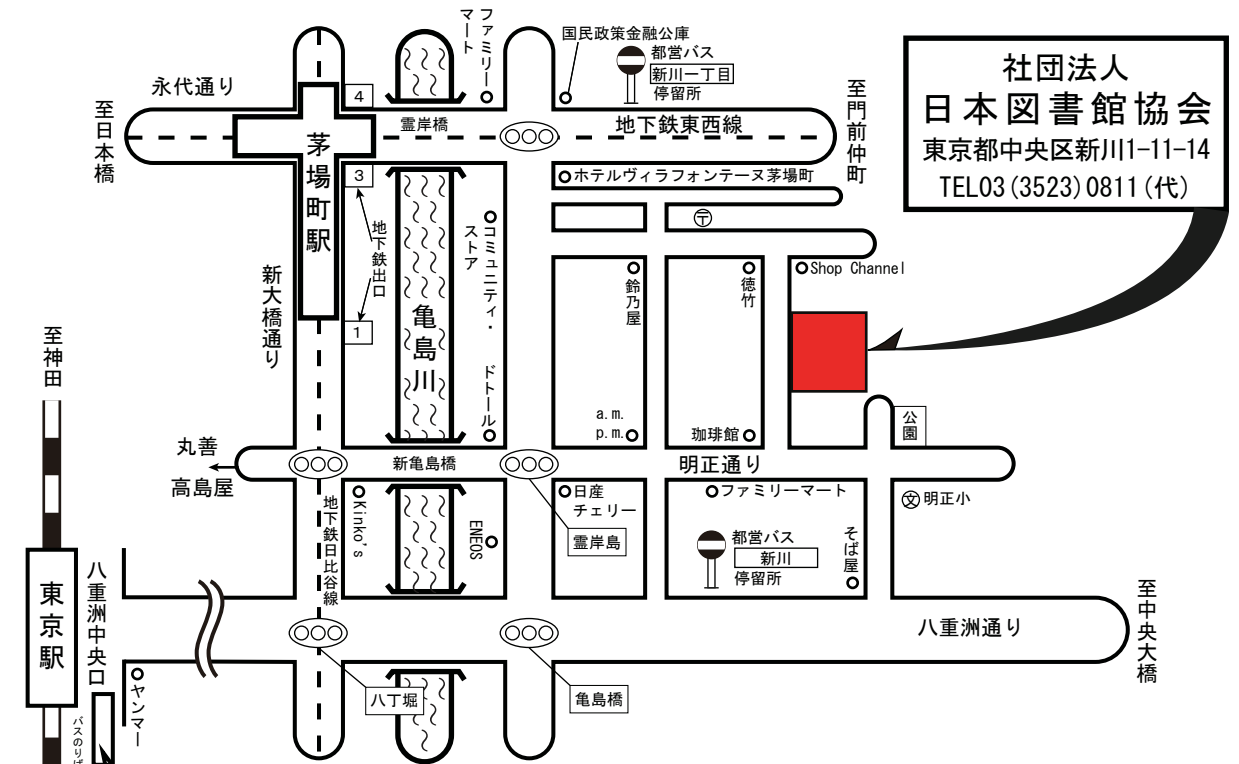 社団法人
日本図書館協会
東京都中央区新川1-11-14
TEL03(3523)0811(代)
ファミリー
マート
国民政策金融公庫
都営バス
新川一丁目
停留所
永代通り
至日本橋
4
霊岸橋
地下鉄東西線
至門前仲町
茅場町駅
3
ホテルヴィラフォンテーヌ茅場町
〒
地下鉄出口
コミュニティ・
ストア
新大橋通り
亀島川
1
鈴乃屋
徳竹
Shop Channel
至神田
ドトール
a.m.
p.m.
珈琲館
公園
丸善
高島屋
新亀島橋
明正通り
地下鉄日比谷線
Kinko's
ENEOS
日産
チェリー
霊岸島
ファミリーマート
都営バス
新川
停留所
そば屋
文
明正小
東京駅
八重洲中央口
八重洲通り
至中央大橋
ヤンマー
八丁堀
亀島橋
バスのりば